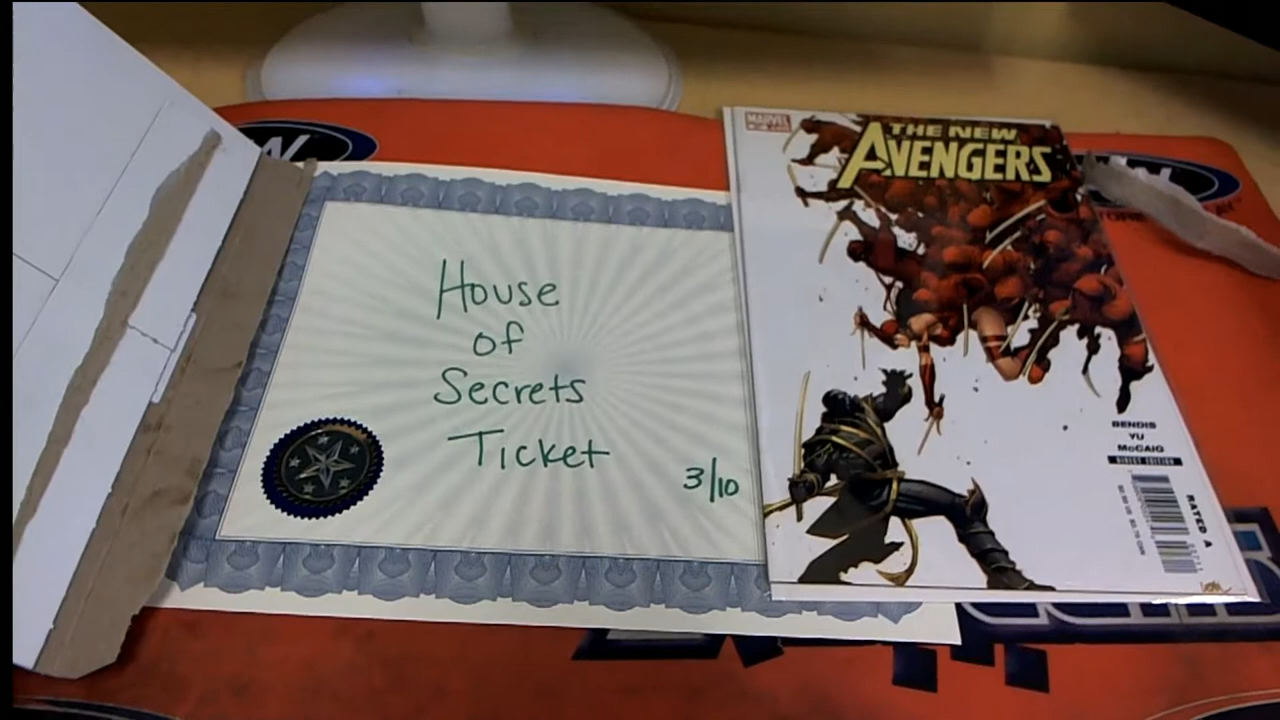 House
of
Secrets
Ticket
3/10
MARVEL
THE NEW
AVENGERS
BENDIS
YU
McCAIG
DIRECT EDITION
RATED A